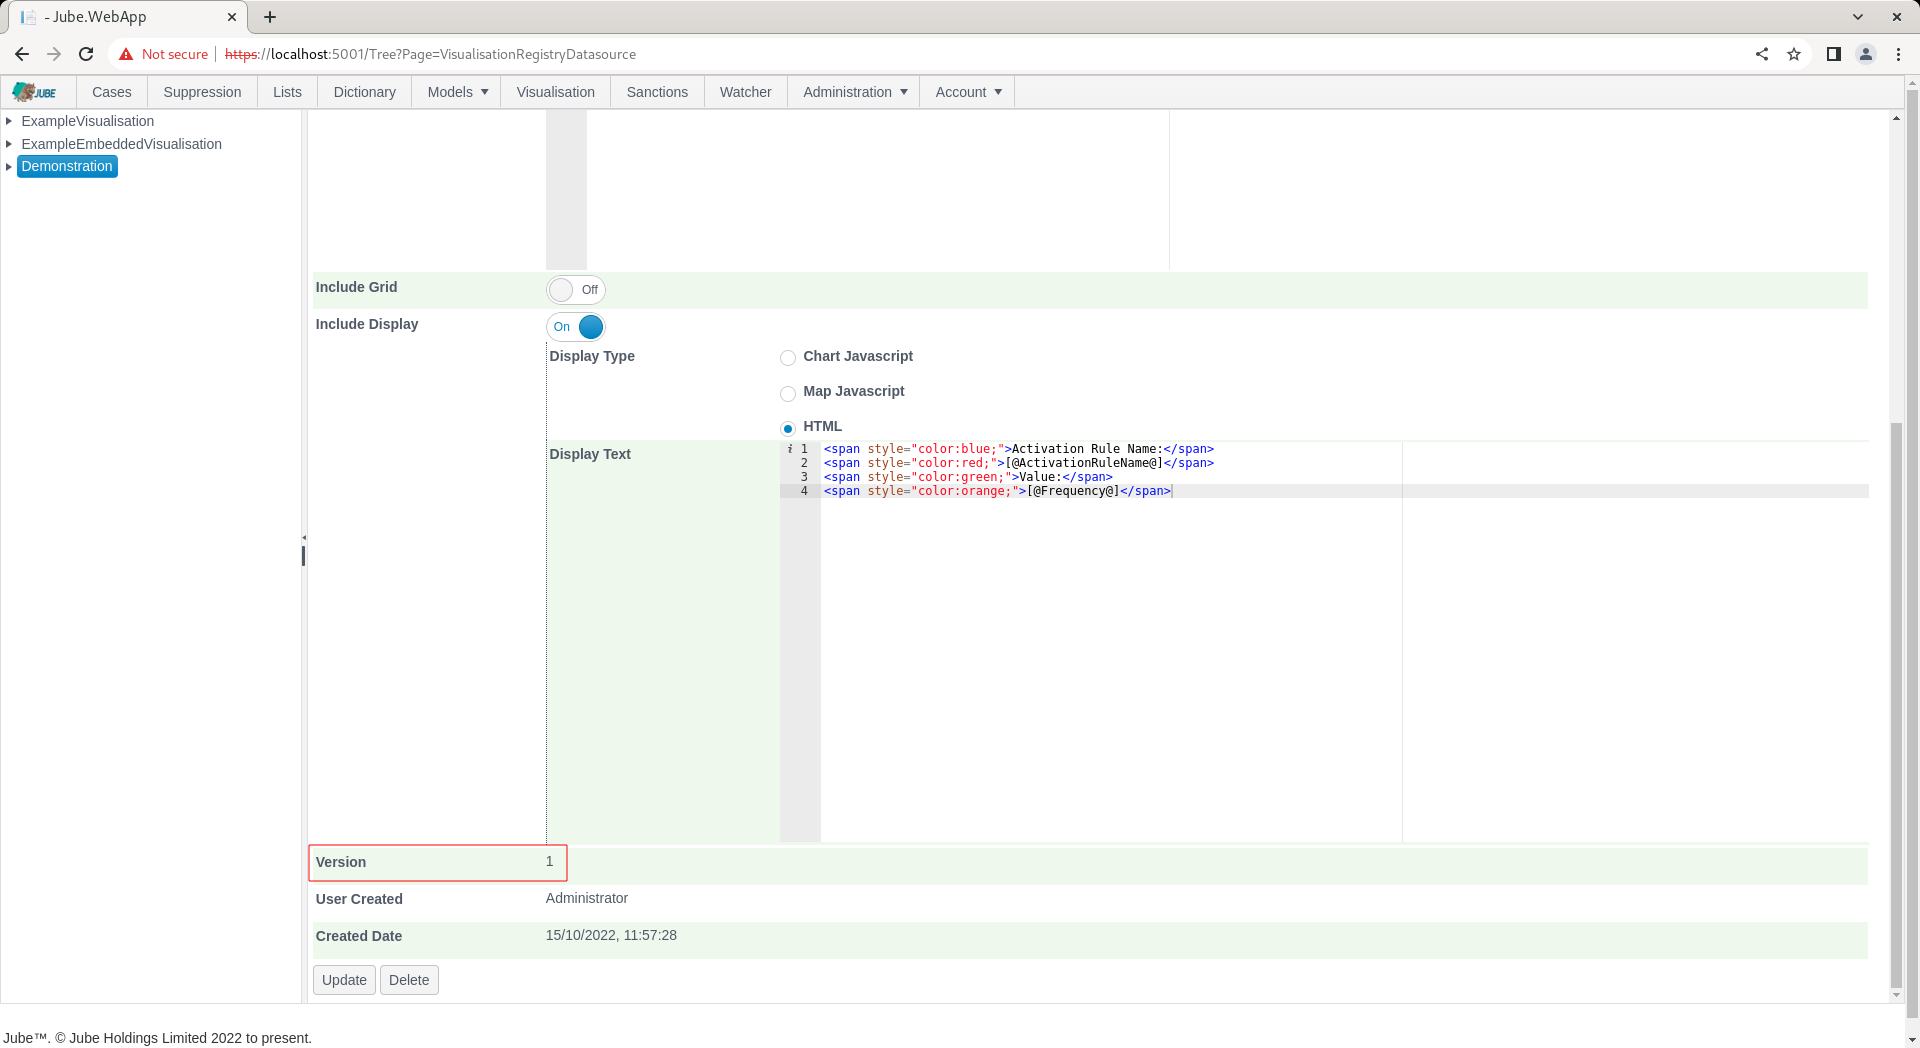 - Jube.WebApp
Not secure https://localhost:5001/Tree?Page=VisualisationRegistryDatasource
JUBE Cases Suppression Lists Dictionary Models Visualisation Sanctions Watcher Administration Account
ExampleVisualisation
ExampleEmbeddedVisualisation
Demonstration
Include Grid Off
Include Display On
Display Type Chart Javascript
Map Javascript
HTML
Display Text
i 1 <span style="color:blue;">Activation Rule Name:</span>
2 <span style="color:red;">[@ActivationRuleName@]</span>
3 <span style="color:green;">Value:</span>
4 <span style="color:orange;">[@Frequency@]</span>
Version 1
User Created Administrator
Created Date 15/10/2022, 11:57:28
Update Delete
Jube™. © Jube Holdings Limited 2022 to present.